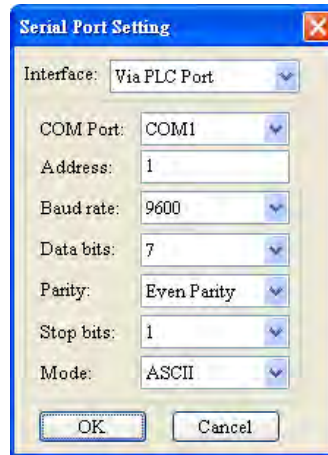 Serial Port Setting
Interface: Via PLC Port
COM Port: COM1
Address: 1
Baud rate: 9600
Data bits: 7
Parity: Even Parity
Stop bits: 1
Mode: ASCII
OK Cancel